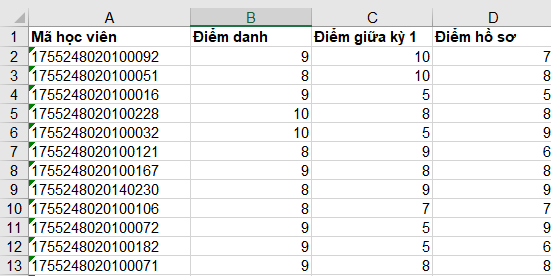 A B C D
1 Mã học viên Điểm danh Điểm giữa kỳ 1 Điểm hồ sơ
2 1755248020100092 9 10 7
3 1755248020100051 8 10 8
4 1755248020100016 9 5 5
5 1755248020100228 10 8 8
6 1755248020100032 10 5 9
7 1755248020100121 8 9 6
8 1755248020100167 9 8 8
9 1755248020140230 8 9 9
10 1755248020100106 8 7 7
11 1755248020100072 9 5 9
12 1755248020100182 9 5 6
13 1755248020100071 9 8 8